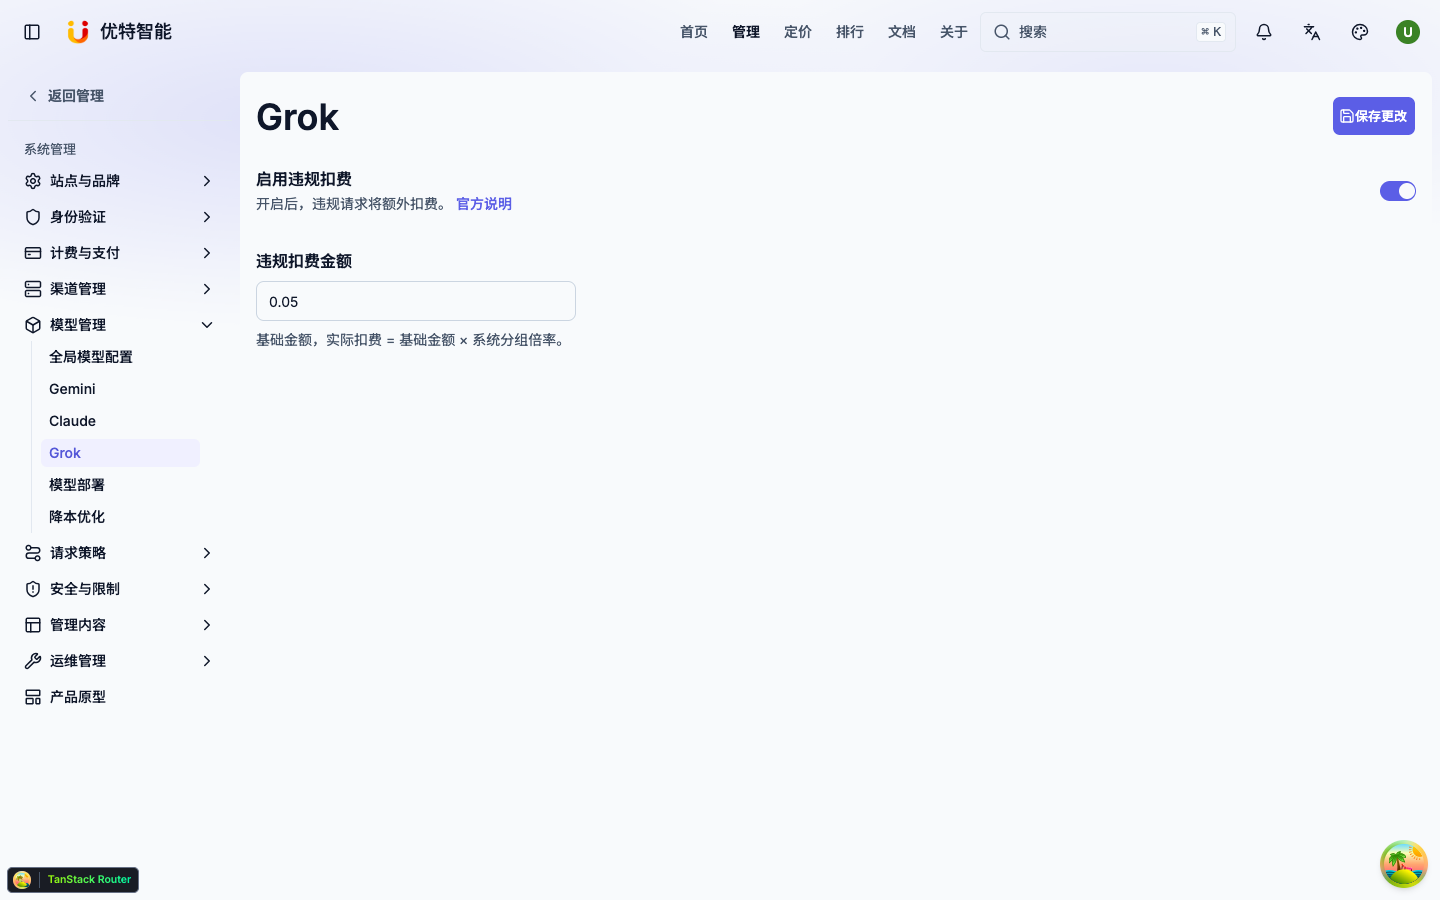 优特智能
首页
管理
定价
排行
文档
关于
搜索
⌘ K
U
返回管理
系统管理
站点与品牌
身份验证
计费与支付
渠道管理
模型管理
全局模型配置
Gemini
Claude
Grok
模型部署
降本优化
请求策略
安全与限制
管理内容
运维管理
产品原型
Grok
保存更改
启用违规扣费
开启后，违规请求将额外扣费。 官方说明
违规扣费金额
0.05
基础金额，实际扣费 = 基础金额 × 系统分组倍率。
TanStack Router